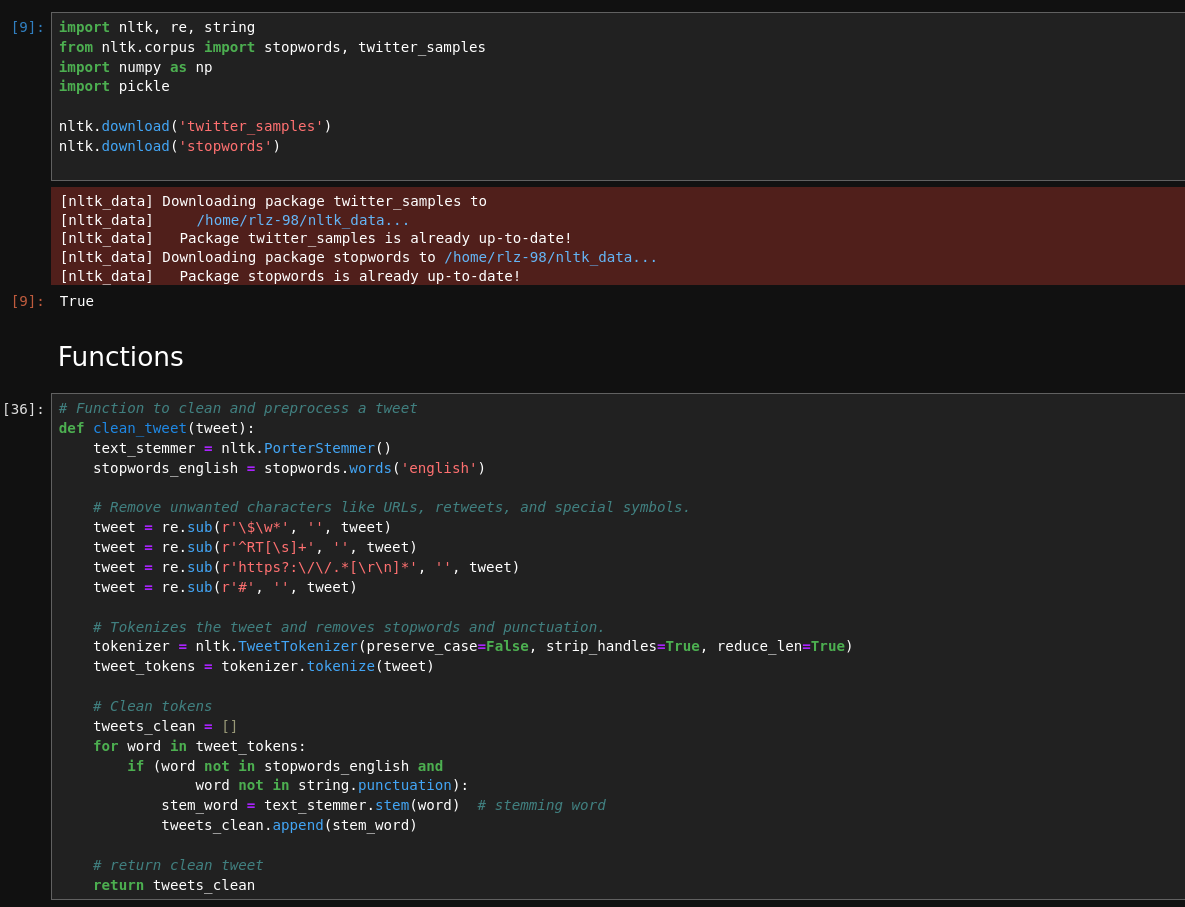 [9]: import nltk, re, string
from nltk.corpus import stopwords, twitter_samples
import numpy as np
import pickle
nltk.download('twitter_samples')
nltk.download('stopwords')
[nltk_data] Downloading package twitter_samples to
[nltk_data]     /home/rlz-98/nltk_data...
[nltk_data]   Package twitter_samples is already up-to-date!
[nltk_data] Downloading package stopwords to /home/rlz-98/nltk_data...
[nltk_data]   Package stopwords is already up-to-date!
[9]: True
Functions
[36]: # Function to clean and preprocess a tweet
def clean_tweet(tweet):
    text_stemmer = nltk.PorterStemmer()
    stopwords_english = stopwords.words('english')
    # Remove unwanted characters like URLs, retweets, and special symbols.
    tweet = re.sub(r'\$\w*', '', tweet)
    tweet = re.sub(r'^RT[\s]+', '', tweet)
    tweet = re.sub(r'https?:\/\/.*[\r\n]*', '', tweet)
    tweet = re.sub(r'#', '', tweet)
    # Tokenizes the tweet and removes stopwords and punctuation.
    tokenizer = nltk.TweetTokenizer(preserve_case=False, strip_handles=True, reduce_len=True)
    tweet_tokens = tokenizer.tokenize(tweet)
    # Clean tokens
    tweets_clean = []
    for word in tweet_tokens:
        if (word not in stopwords_english and
                word not in string.punctuation):
            stem_word = text_stemmer.stem(word)  # stemming word
            tweets_clean.append(stem_word)
    # return clean tweet
    return tweets_clean